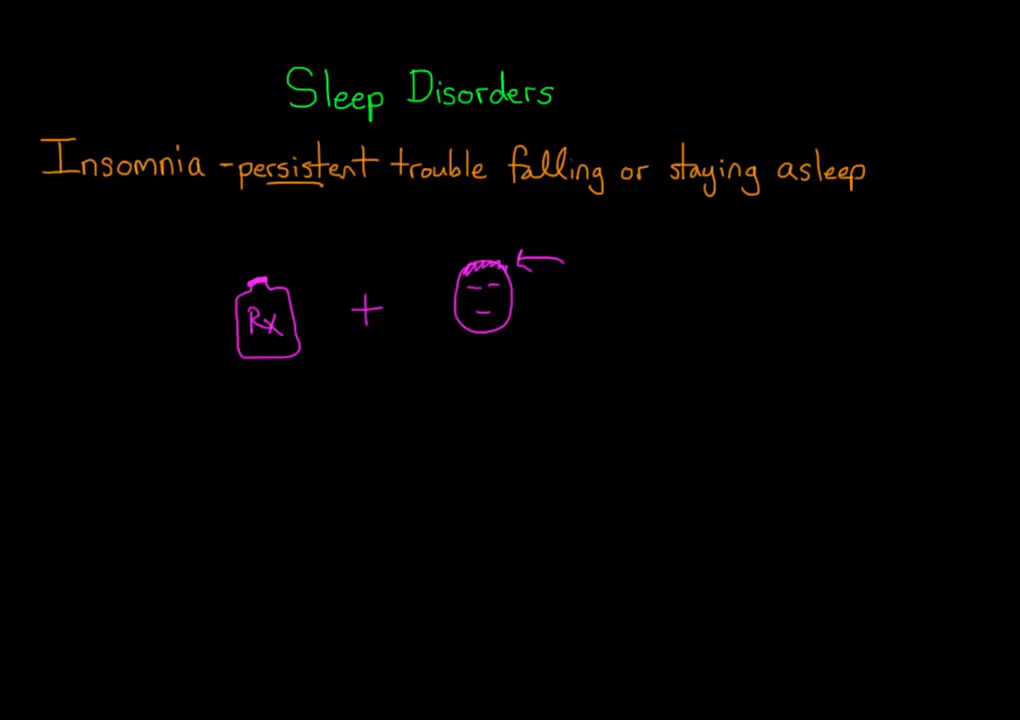 Sleep Disorders
Insomnia - persistent trouble falling or staying asleep
Rx +